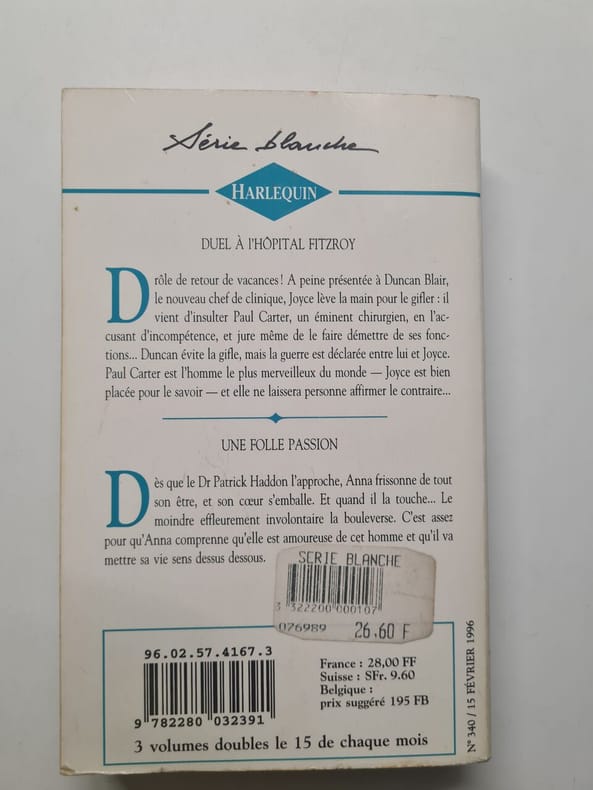 Série blanche
HARLEQUIN
DUEL À l'HÔPITAL FITZROY
Drôle de retour de vacances ! A peine présentée à Duncan Blair,
le nouveau chef de clinique, Joyce lève la main pour le gifler : il
vient d'insulter Paul Carter, un éminent chirurgien, en l'ac-
cusant d'incompétence, et jure même de le faire démettre de ses fonc-
tions... Duncan évite la gifle, mais la guerre est déclarée entre lui et Joyce.
Paul Carter est l'homme le plus merveilleux du monde — Joyce est bien
placée pour le savoir — et elle ne laissera personne affirmer le contraire...
UNE FOLLE PASSION
Dès que le Dr Patrick Haddon l'approche, Anna frissonne de tout
son être, et son cœur s'emballe. Et quand il la touche... Le
moindre effleurement involontaire la bouleverse. C'est assez
pour qu'Anna comprenne qu'elle est amoureuse de cet homme et qu'il va
mettre sa vie sens dessus dessous.
SERIE BLANCHE
3 322200 000107
076989 26.60 F
96.02.57.4167.3
9 782280 032391
France : 28,00 FF
Suisse : SFr. 9.60
Belgique :
prix suggéré 195 FB
3 volumes doubles le 15 de chaque mois
N° 340 / 15 FÉVRIER 1996